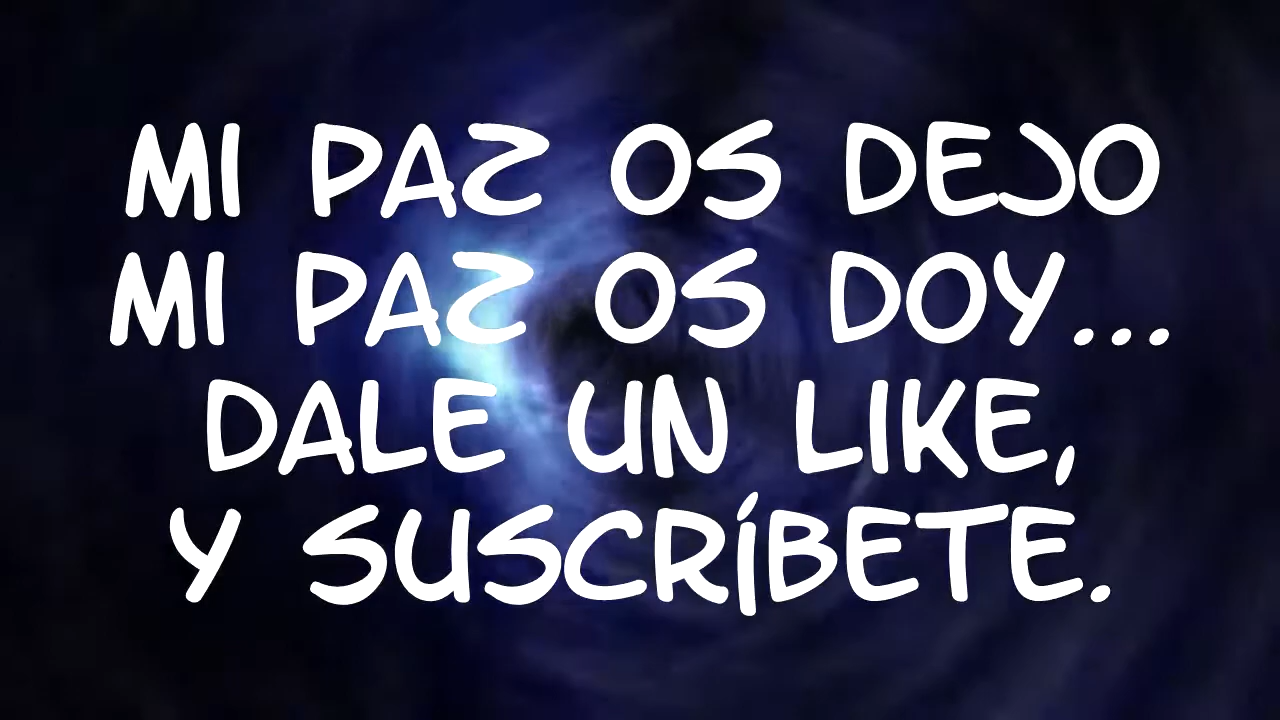 MI PAZ OS DEJO
MI PAZ OS DOY...
DALE UN LIKE,
Y SUSCRÍBETE.